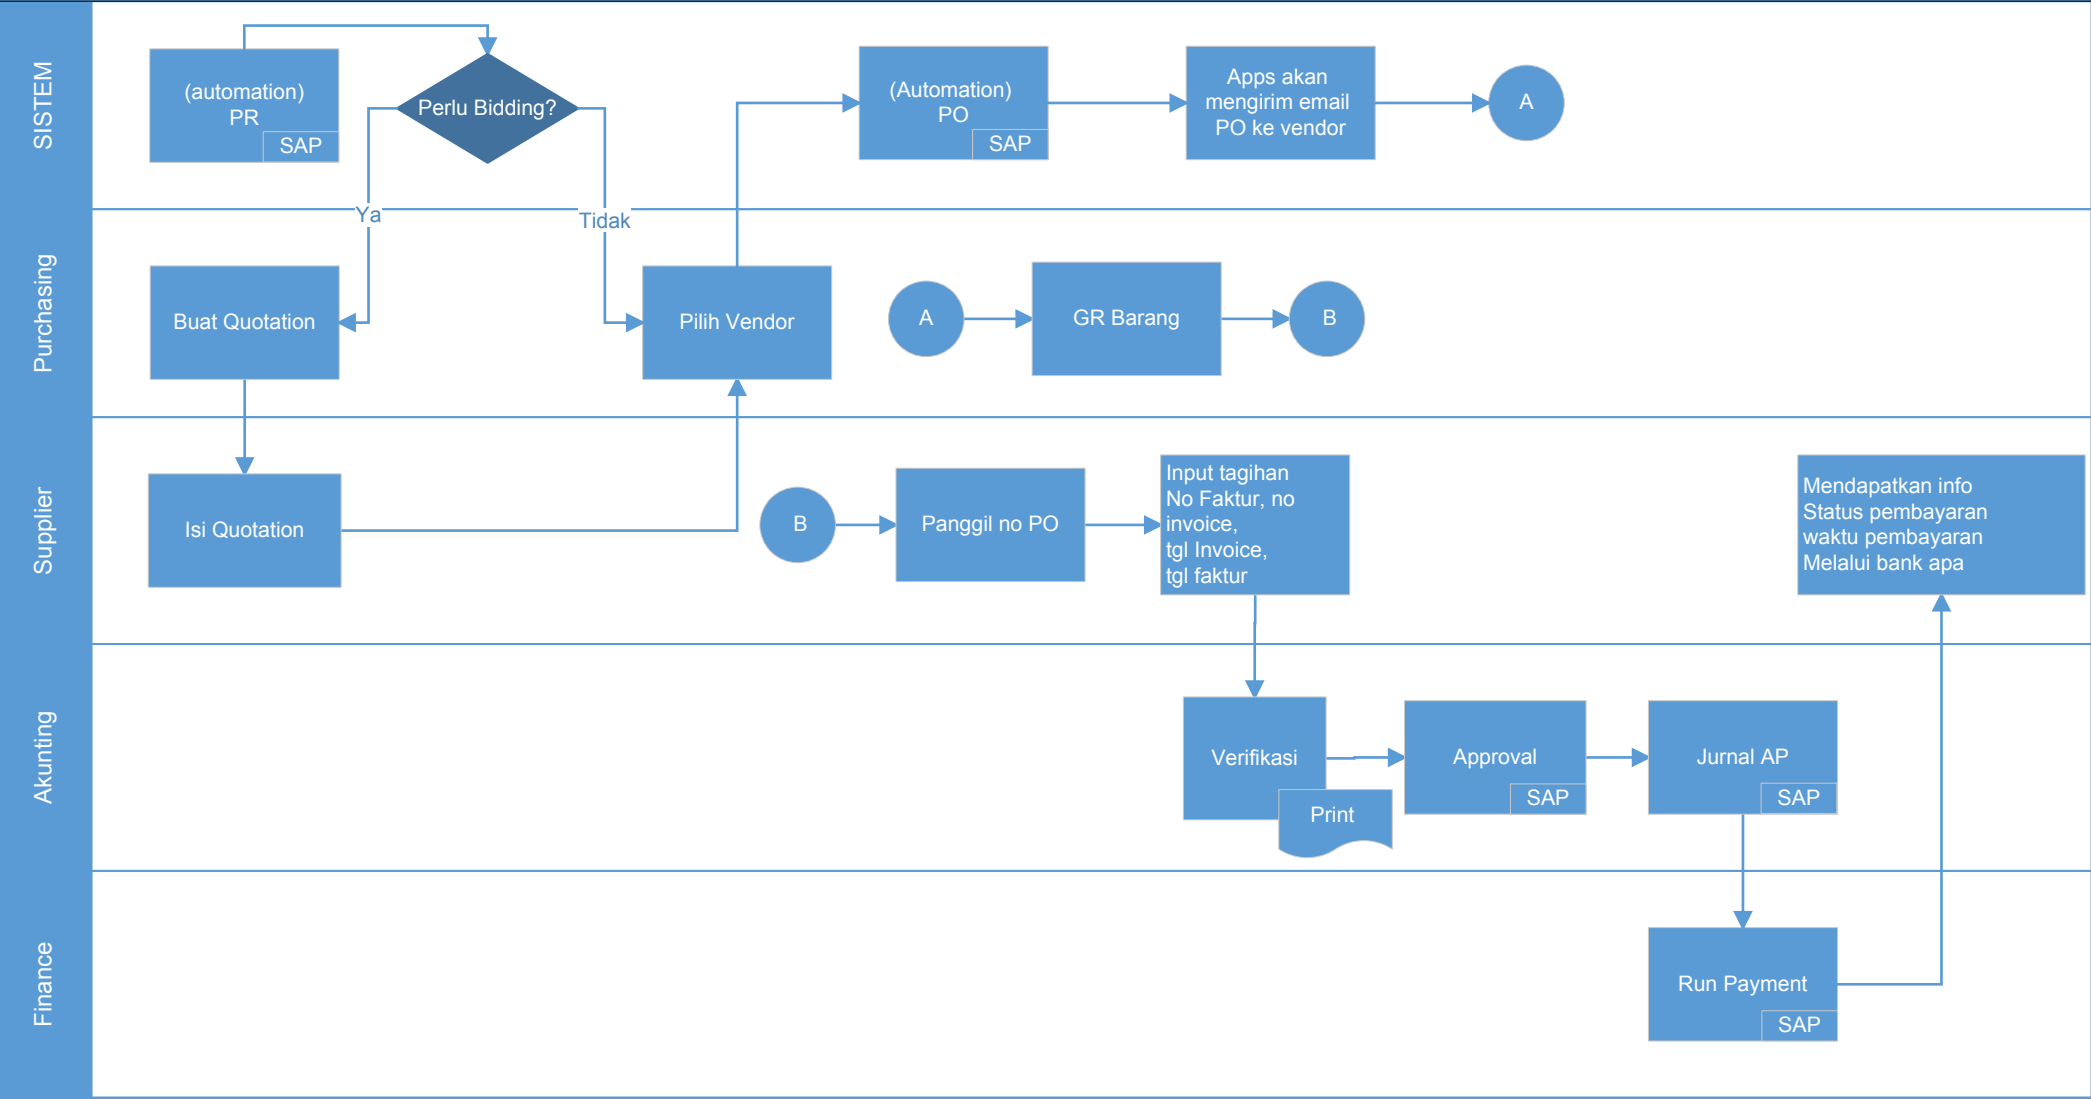 SISTEM
(automation)
PR
SAP
Perlu Bidding?
(Automation)
PO
SAP
Apps akan
mengirim email
PO ke vendor
A
Ya
Tidak
Purchasing
Buat Quotation
Pilih Vendor
A
GR Barang
B
Supplier
Isi Quotation
B
Panggil no PO
Input tagihan
No Faktur, no
invoice,
tgl Invoice,
tgl faktur
Mendapatkan info
Status pembayaran
waktu pembayaran
Melalui bank apa
Akunting
Verifikasi
Print
Approval
SAP
Jurnal AP
SAP
Finance
Run Payment
SAP